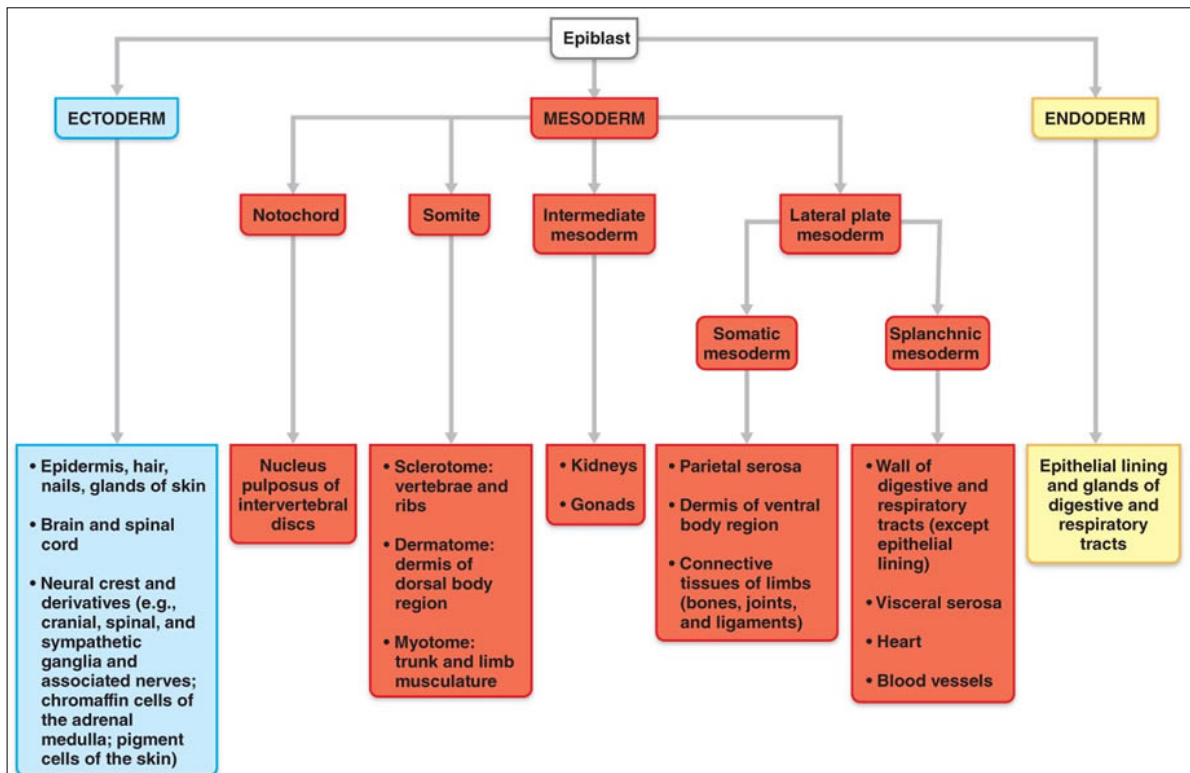 Epiblast
ECTODERM
MESODERM
ENDODERM
Notochord
Somite
Intermediate
mesoderm
Lateral plate
mesoderm
Somatic
mesoderm
Splanchnic
mesoderm
• Epidermis, hair,
nails, glands of skin
• Brain and spinal
cord
• Neural crest and
derivatives (e.g.,
cranial, spinal, and
sympathetic
ganglia and
associated nerves;
chromaffin cells of
the adrenal
medulla; pigment
cells of the skin)
Nucleus
pulposus of
intervertebral
discs
• Sclerotome:
vertebrae and
ribs
• Dermatome:
dermis of
dorsal body
region
• Myotome:
trunk and limb
musculature
• Kidneys
• Gonads
• Parietal serosa
• Dermis of ventral
body region
• Connective
tissues of limbs
(bones, joints,
and ligaments)
• Wall of
digestive and
respiratory
tracts (except
epithelial
lining)
• Visceral serosa
• Heart
• Blood vessels
Epithelial lining
and glands of
digestive and
respiratory
tracts